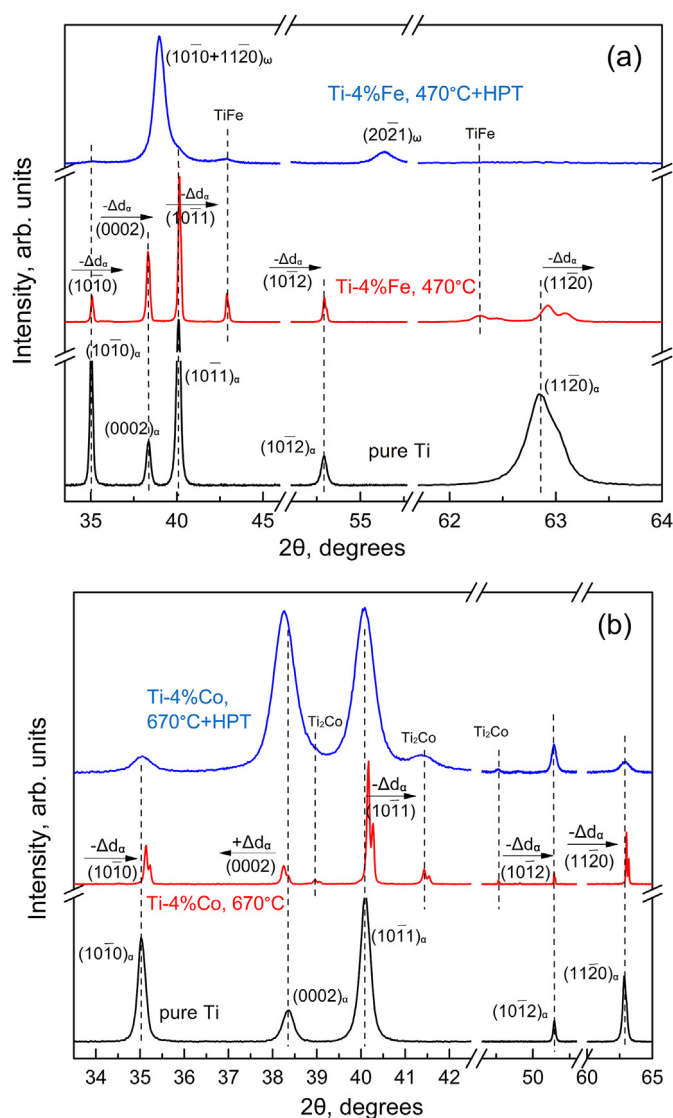 (a)
(101̅0+112̅0)ω
Ti-4%Fe, 470°C+HPT
TiFe
(202̅1)ω
TiFe
-Δdα
(0002)
-Δdα
(101̅1)
-Δdα
(101̅0)
-Δdα
(101̅2)
Ti-4%Fe, 470°C
-Δdα
(112̅0)
(101̅0)α
(0002)α
(101̅1)α
(101̅2)α
pure Ti
(112̅0)α
Intensity, arb. units
35 40 45 55 62 63 64
2θ, degrees
(b)
Ti-4%Co,
670°C+HPT
Ti₂Co
Ti₂Co
Ti₂Co
-Δdα
(101̅1)
-Δdα
(101̅0)
+Δdα
(0002)
-Δdα
(101̅2)
-Δdα
(112̅0)
Ti-4%Co, 670°C
(101̅0)α
pure Ti
(0002)α
(101̅1)α
(101̅2)α
(112̅0)α
Intensity, arb. units
34 35 36 37 38 39 40 41 42 50 60 65
2θ, degrees